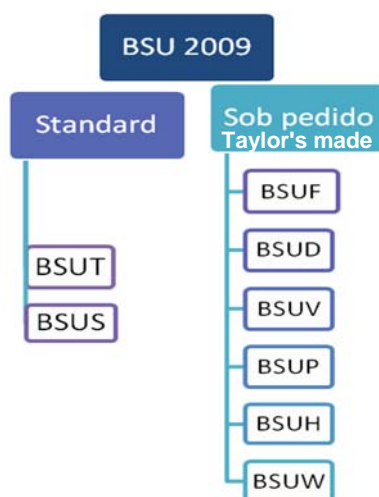 BSU 2009
Standard
BSUT
BSUS
Sob pedido
Taylor's made
BSUF
BSUD
BSUV
BSUP
BSUH
BSUW